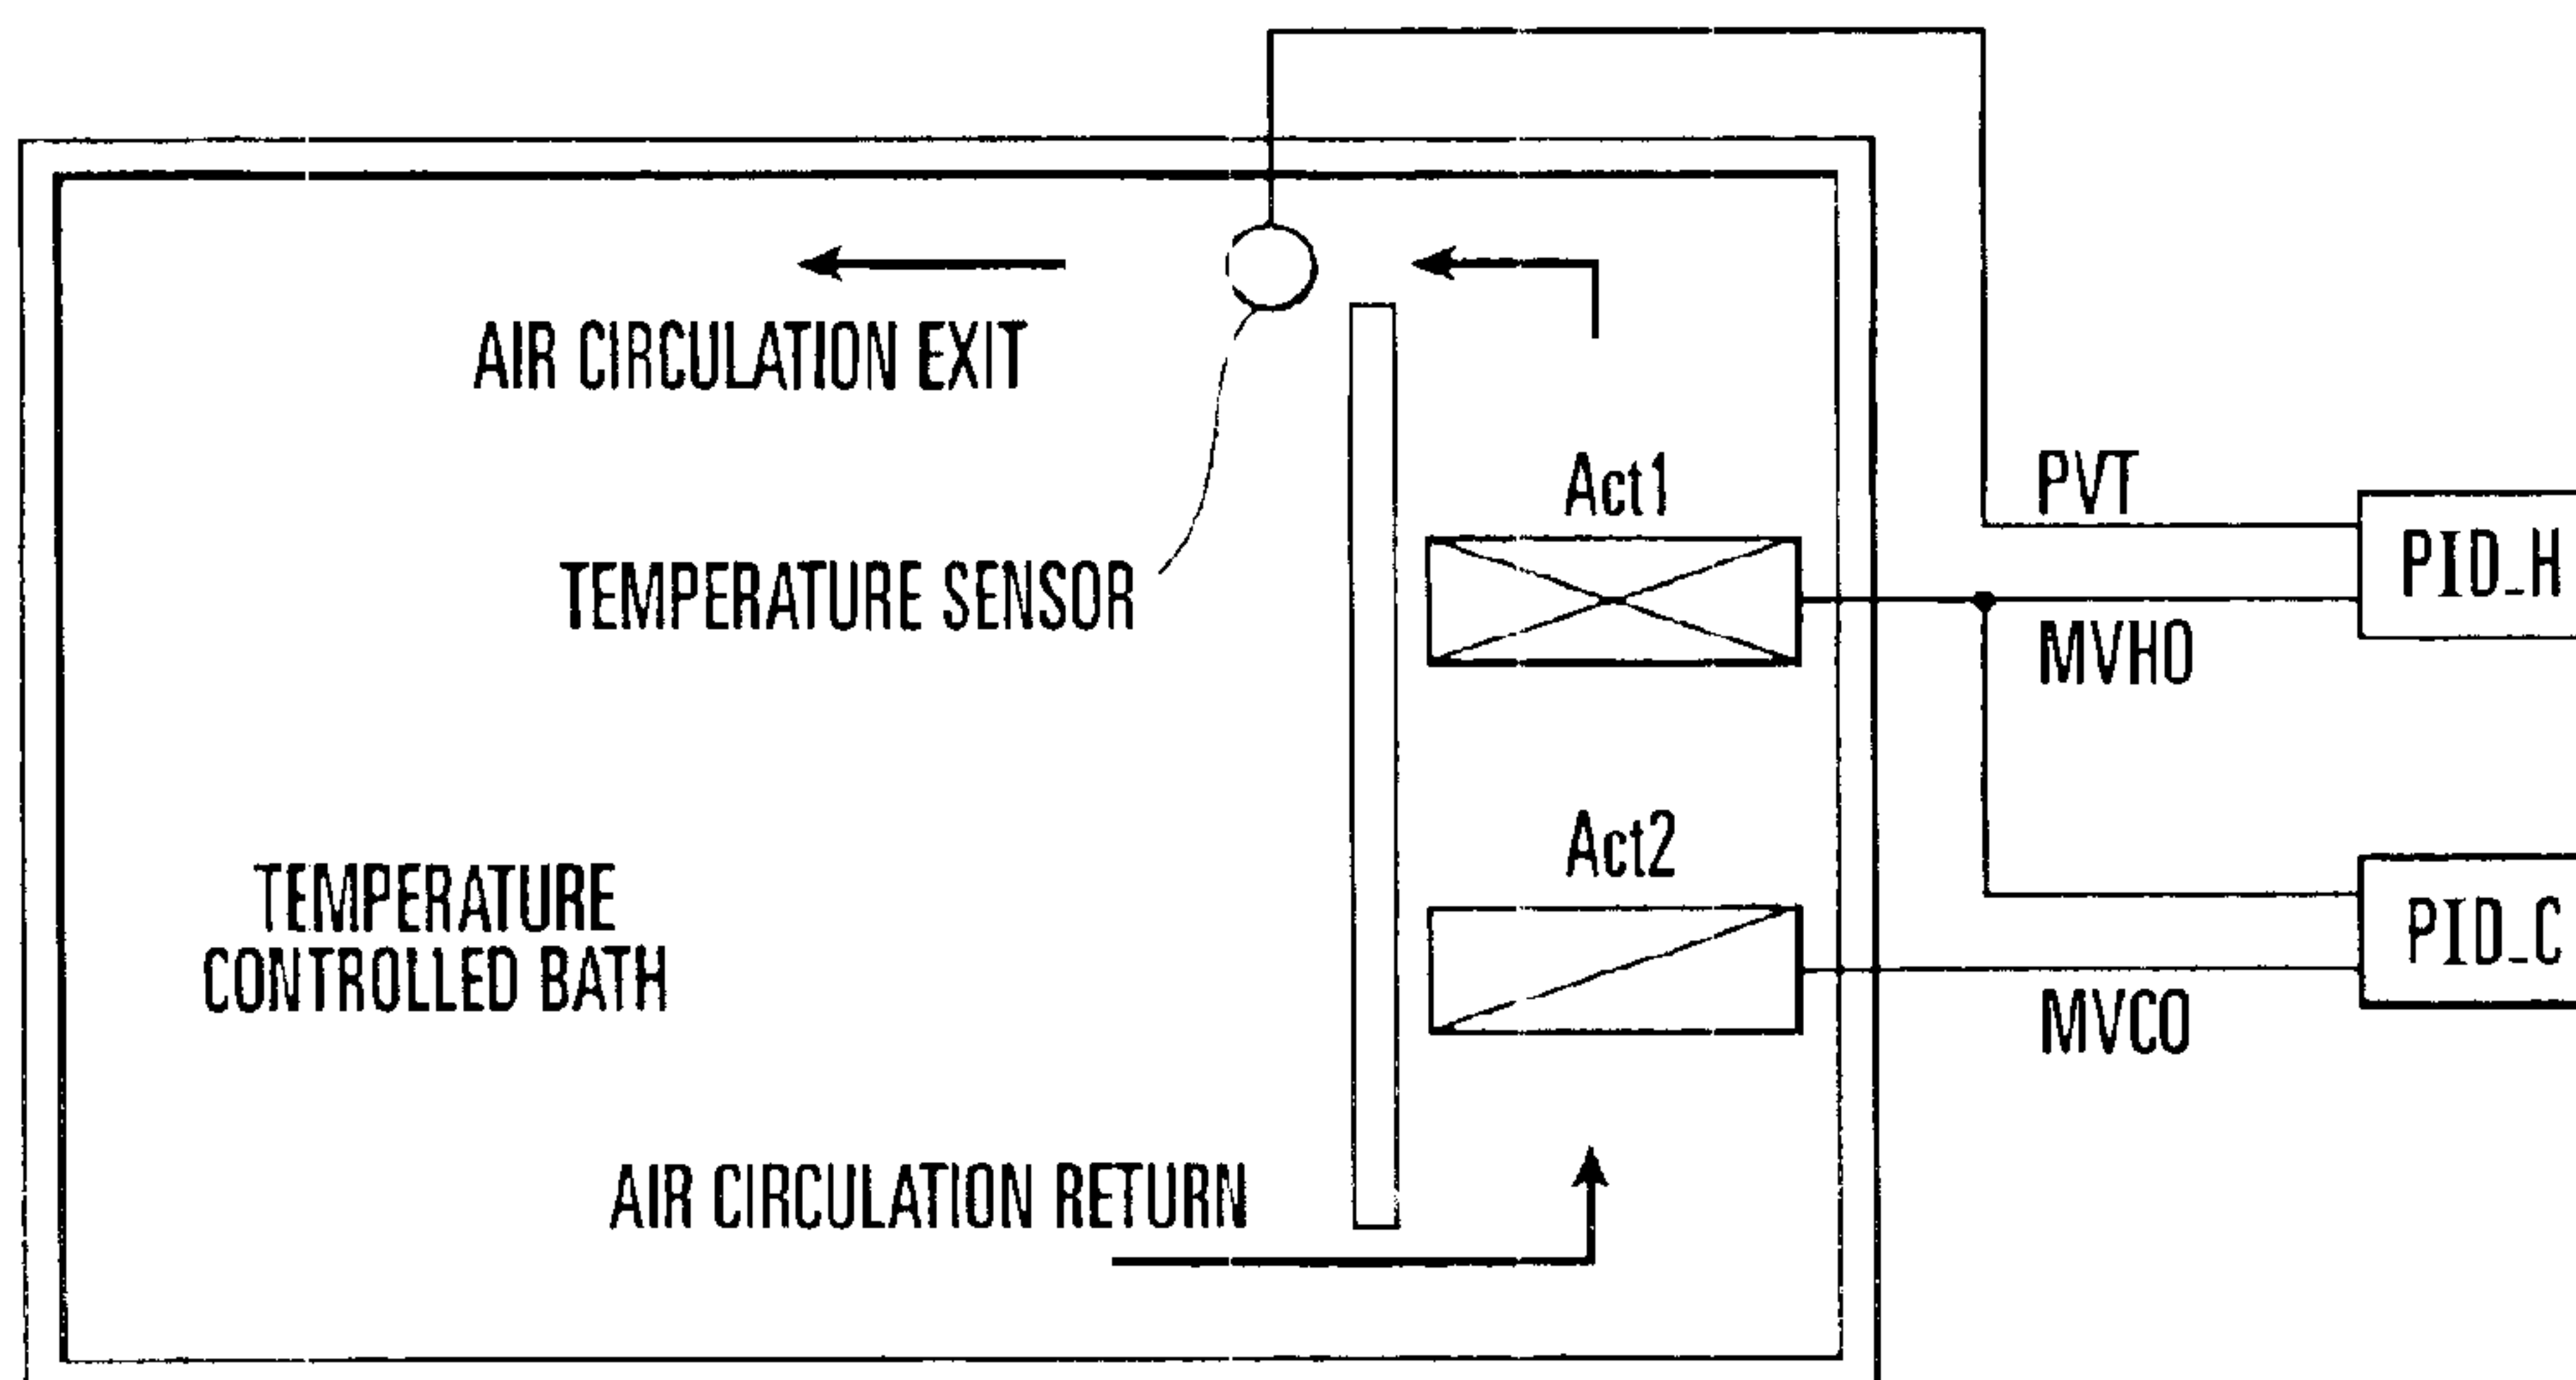 AIR CIRCULATION EXIT
PVT
Act1
PID_H
TEMPERATURE SENSOR
MVHO
Act2
TEMPERATURE
CONTROLLED BATH
PID_C
MVCO
AIR CIRCULATION RETURN